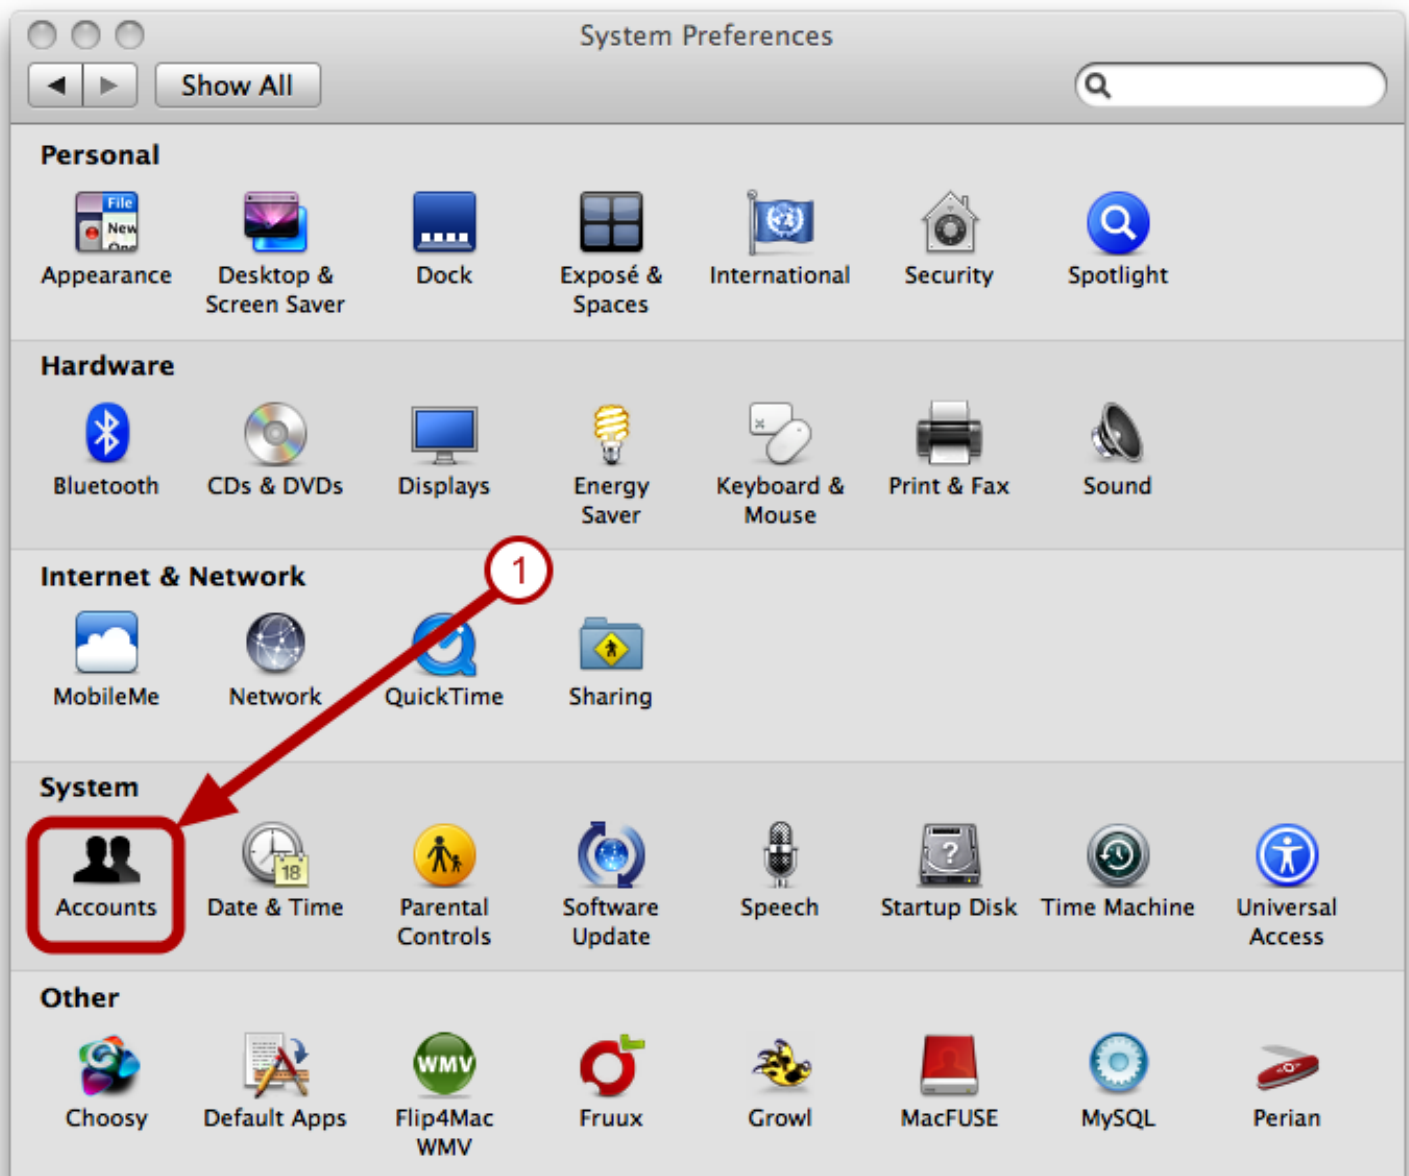 System Preferences
Show All
Personal
File
New
One
Appearance
Desktop &
Screen Saver
Dock
Exposé &
Spaces
International
Security
Spotlight
Hardware
Bluetooth
CDs & DVDs
Displays
Energy
Saver
Keyboard &
Mouse
Print & Fax
Sound
1
Internet & Network
MobileMe
Network
QuickTime
Sharing
System
Accounts
18
Date & Time
Parental
Controls
Software
Update
Speech
?
Startup Disk
Time Machine
Universal
Access
Other
Choosy
Default Apps
WMV
Flip4Mac
WMV
Fruux
Growl
MacFUSE
MySQL
Perian